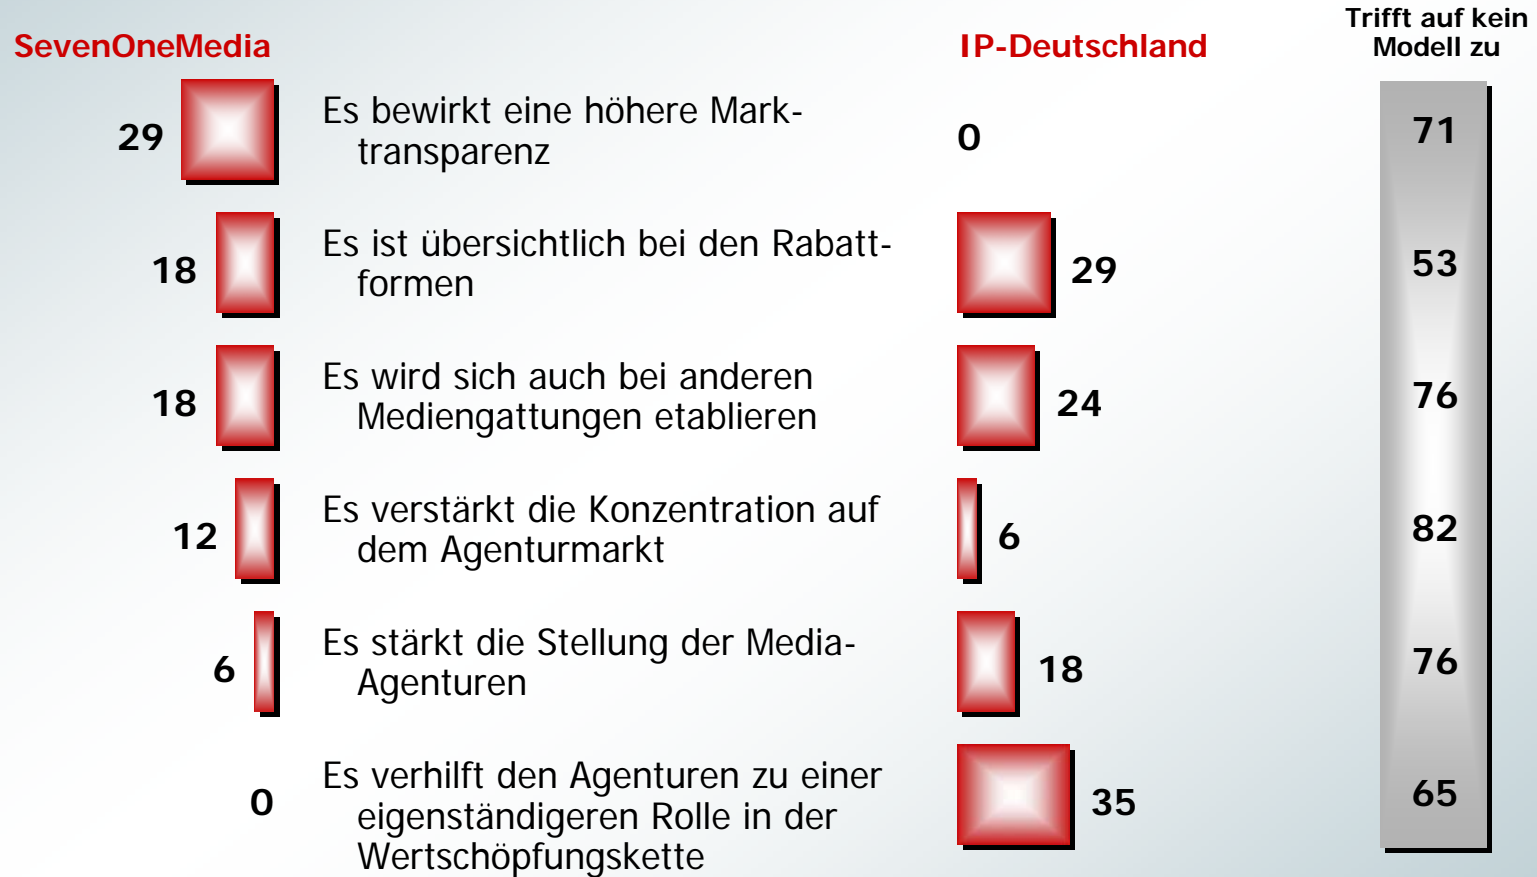 SevenOneMedia
IP-Deutschland
Trifft auf kein
Modell zu
29
Es bewirkt eine höhere Mark-
transparenz
0
71
18
Es ist übersichtlich bei den Rabatt-
formen
29
53
18
Es wird sich auch bei anderen
Mediengattungen etablieren
24
76
12
Es verstärkt die Konzentration auf
dem Agenturmarkt
6
82
6
Es stärkt die Stellung der Media-
Agenturen
18
76
0
Es verhilft den Agenturen zu einer
eigenständigeren Rolle in der
Wertschöpfungskette
35
65